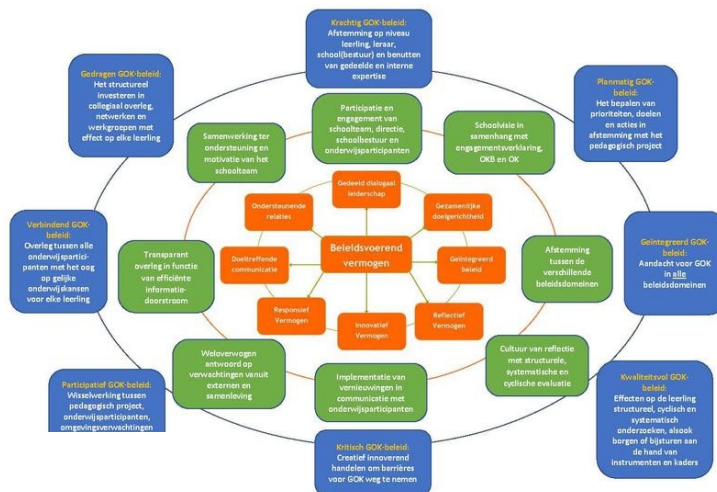 Krachtig GOK-beleid:
Afstemming op niveau
leerling, leraar,
school(bestuur) en benutten
van gedeelde en interne
expertise
Gedragen GOK-beleid:
Het structureel
investeren in
collegiaal overleg,
netwerken en
werkgroepen met
effect op elke leerling
Planmatig GOK-
beleid:
Het bepalen van
prioriteiten, doelen
en acties in
afstemming met het
pedagogisch project
Participatie en
engagement van
schoolteam, directie,
schoolbestuur en
onderwijsparticipanten
Samenwerking ter
ondersteuning en
motivatie van het
schoolteam
Schoolvisie in
samenhang met
engagementsverklaring,
OKB en OK
Gedeeld dialogaal
leiderschap
Ondersteunende
relaties
Gezamenlijke
doelgerichtheid
Verbindend GOK-
beleid:
Overleg tussen alle
onderwijspartici-
panten met het oog
op gelijke
onderwijskansen
voor elke leerling
Transparant
overleg in functie
van efficiënte
informatie-
doorstroom
Doeltreffende
communicatie
Beleidsvoerend
vermogen
Geïntegreerd
beleid
Afstemming
tussen de
verschillende
beleidsdomeinen
Geïntegreerd GOK-
beleid:
Aandacht voor GOK
in alle
beleidsdomeinen
Responsief
Vermogen
Innovatief
Vermogen
Reflectief
Vermogen
Weloverwogen
antwoord op
verwachtingen vanuit
externen en
samenleving
Implementatie van
vernieuwingen in
communicatie met
onderwijsparticipanten
Cultuur van reflectie
met structurele,
systematische en
cyclische evaluatie
Participatief GOK-beleid:
Wisselwerking tussen
pedagogisch project,
onderwijsparticipanten,
omgevingsverwachtingen
Kritisch GOK-beleid:
Creatief innoverend
handelen om barrières
voor GOK weg te nemen
Kwaliteitsvol GOK-
beleid:
Effecten op de leerling
structureel, cyclisch en
systematisch
onderzoeken, alsook
borgen of bijsturen aan
de hand van
instrumenten en kaders